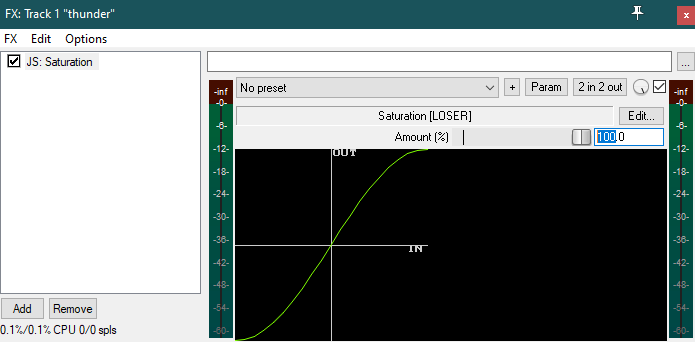 FX: Track 1 "thunder"
x
FX Edit Options
JS: Saturation
...
No preset
+ Param 2 in 2 out
Saturation [LOSER]
Edit...
Amount (%) 100.0
-inf -inf
-0- -0-
-6- -6-
-12- -12-
-18- -18-
-24- -24-
-30- -30-
-36- -36-
-42- -42-
-48- -48-
-54- -54-
-60- -60-
OUT
IN
Add Remove
0.1%/0.1% CPU 0/0 spls